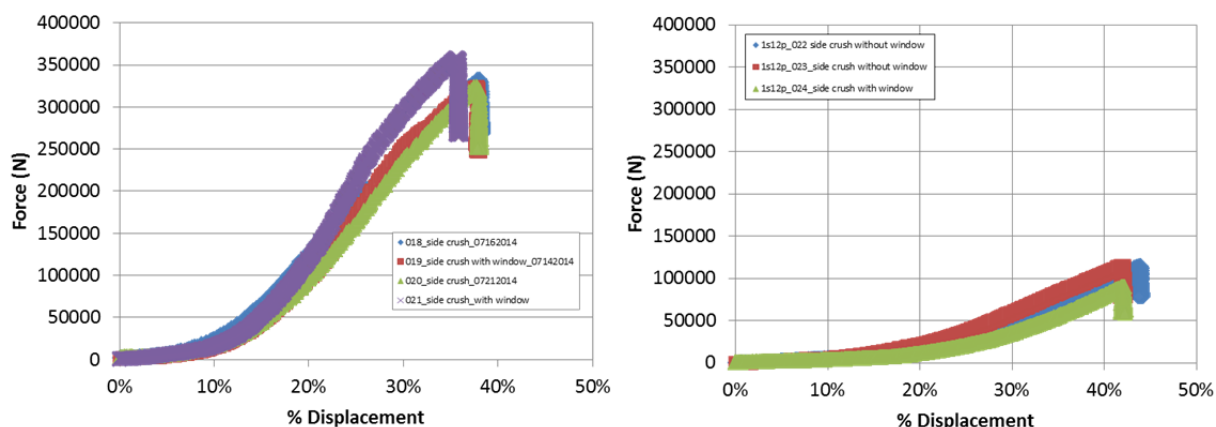 400000
350000
300000
250000
200000
150000
100000
50000
0
Force (N)
018_side crush_07162014
019_side crush with window_07142014
020_side crush_07212014
021_side crush_with window
0% 10% 20% 30% 40% 50%
% Displacement
400000
350000
300000
250000
200000
150000
100000
50000
0
Force (N)
1s12p_022 side crush without window
1s12p_023_side crush without window
1s12p_024_side crush with window
0% 10% 20% 30% 40% 50%
% Displacement